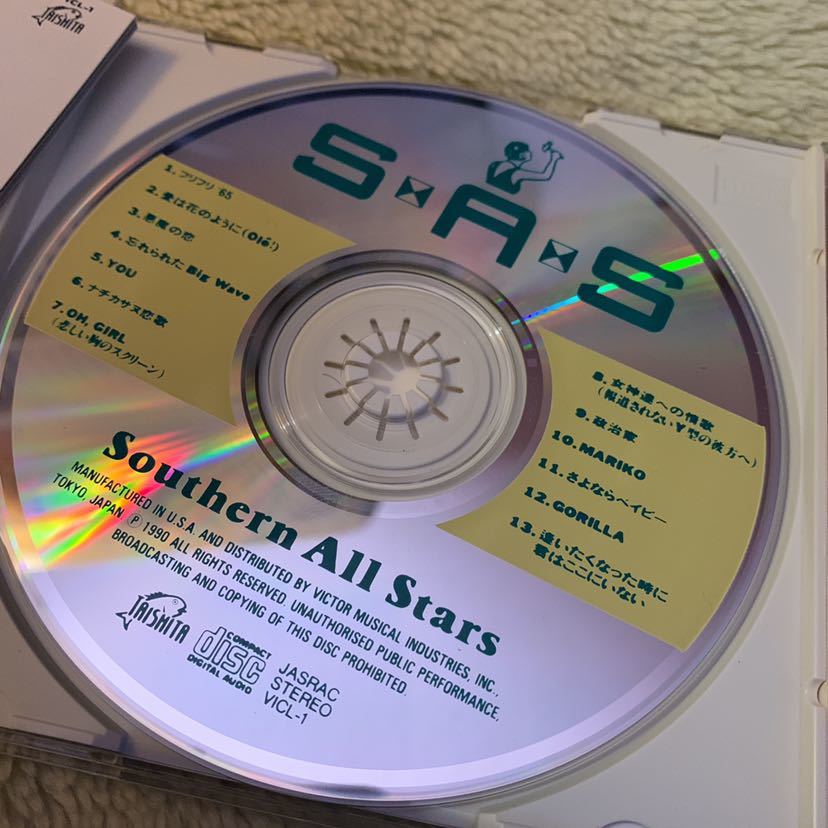 VICL-1
TAISHITA
S・A・S
1. フリフリ '65
2. 愛は花のように (Olé!)
3. 悪魔の恋
4. 忘れられた Big Wave
5. YOU
6. ナチカサヌ恋歌
7. OH, GIRL
(悲しい胸のスクリーン)
8. 女神達への情歌
(報道されないY型の彼方へ)
9. 政治家
10. MARIKO
11. さよならベイビー
12. GORILLA
13. 逢いたくなった時に
君はここにいない
Southern All Stars
MANUFACTURED IN U.S.A. AND DISTRIBUTED BY VICTOR MUSICAL INDUSTRIES, INC.,
TOKYO, JAPAN. ℗ 1990 ALL RIGHTS RESERVED. UNAUTHORISED PUBLIC PERFORMANCE,
BROADCASTING AND COPYING OF THIS DISC PROHIBITED.
TAISHITA
COMPACT
disc
DIGITAL AUDIO
JASRAC
STEREO
VICL-1